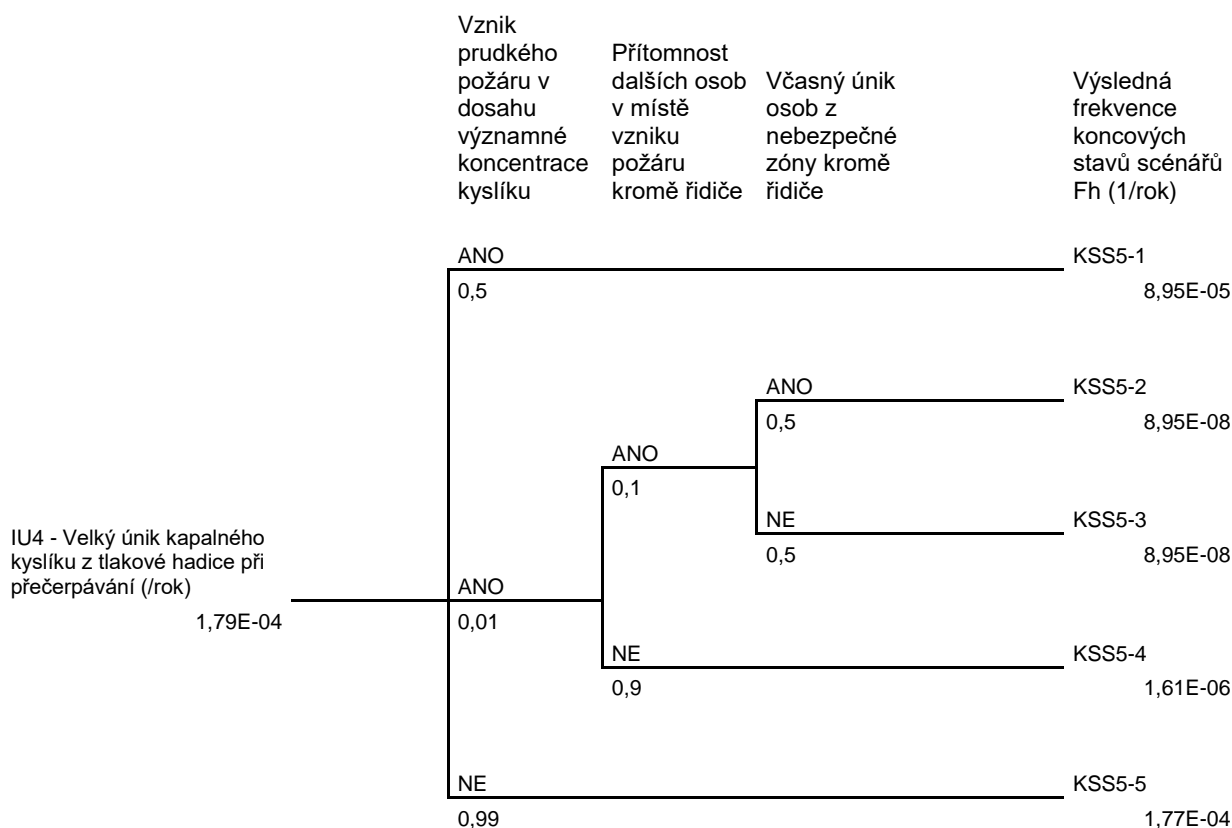 Vznik
prudkého
požáru v
dosahu
významné
koncentrace
kyslíku
Přítomnost
dalších osob
v místě
vzniku
požáru
kromě řidiče
Včasný únik
osob z
nebezpečné
zóny kromě
řidiče
Výsledná
frekvence
koncových
stavů scénářů
Fh (1/rok)
ANO
0,5
KSS5-1
8,95E-05
ANO
0,5
KSS5-2
8,95E-08
ANO
0,1
NE
0,5
KSS5-3
8,95E-08
IU4 - Velký únik kapalného
kyslíku z tlakové hadice při
přečerpávání (/rok)
1,79E-04
ANO
0,01
NE
0,9
KSS5-4
1,61E-06
NE
0,99
KSS5-5
1,77E-04